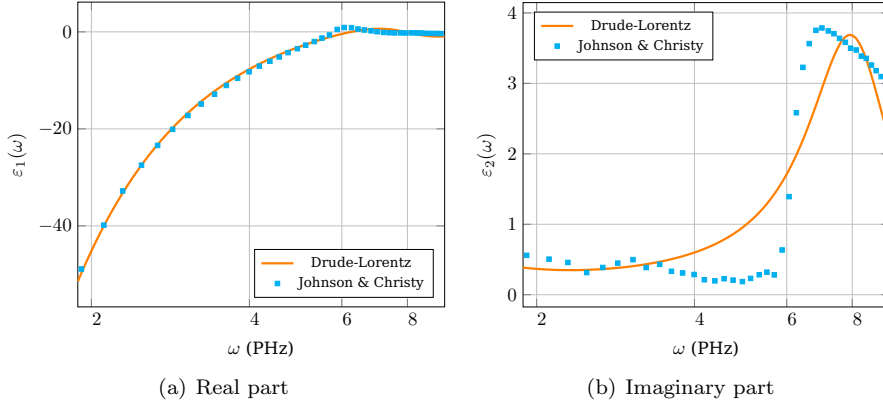 0
−20
−40
ε₁(ω)
Drude-Lorentz
Johnson & Christy
2
4
6
8
ω (PHz)
(a) Real part
4
3
2
1
0
ε₂(ω)
Drude-Lorentz
Johnson & Christy
2
4
6
8
ω (PHz)
(b) Imaginary part